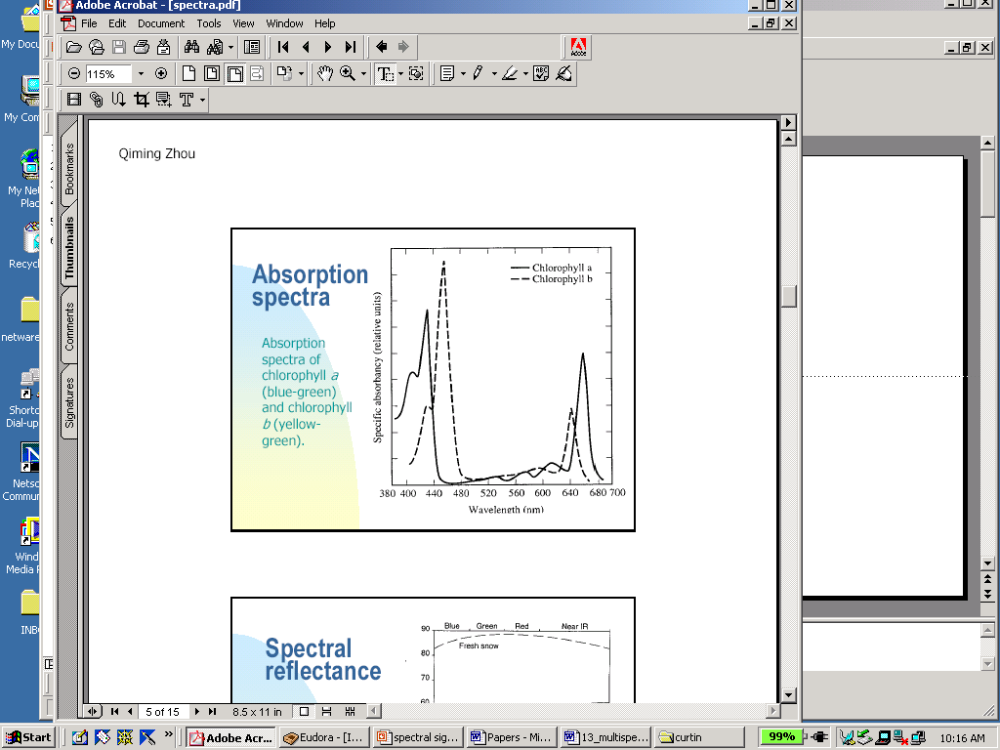 Adobe Acrobat - [spectra.pdf]
File Edit Document Tools View Window Help
Adobe
115%
My Docu
My Com
My Net
Plac
Recyc
netware
Shortc
Dial-up
Netsc
Commun
Wind
Media P
INBO
Bookmarks
Thumbnails
Comments
Signatures
Qiming Zhou
Absorption
spectra
Absorption
spectra of
chlorophyll a
(blue-green)
and chlorophyll
b (yellow-
green).
Chlorophyll a
Chlorophyll b
Specific absorbancy (relative units)
380 400 440 480 520 560 600 640 680 700
Wavelength (nm)
Spectral
reflectance
Blue Green Red Near IR
90
Fresh snow
80
70
60
5 of 15
8.5 x 11 in
Start
Adobe Acr...
Eudora - [I...
spectral sig...
Papers - Mi...
13_multispe...
curtin
99%
10:16 AM